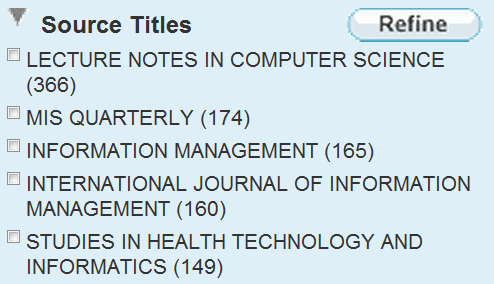 Source Titles
Refine
LECTURE NOTES IN COMPUTER SCIENCE
(366)
MIS QUARTERLY (174)
INFORMATION MANAGEMENT (165)
INTERNATIONAL JOURNAL OF INFORMATION
MANAGEMENT (160)
STUDIES IN HEALTH TECHNOLOGY AND
INFORMATICS (149)